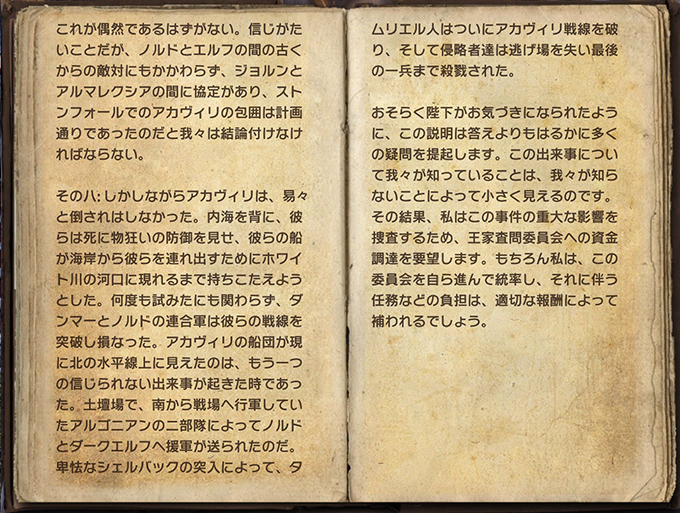 これが偶然であるはずがない。信じがた
いことだが、ノルドとエルフの間の古く
からの敵対にもかかわらず、ジョルンと
アルマレクシアの間に協定があり、スト
ンフォールでのアカヴィリの包囲は計画
通りであったのだと我々は結論付けなけ
ればならない。
その八: しかしながらアカヴィリは、易々
と倒されはしなかった。内海を背に、彼
らは死に物狂いの防御を見せ、彼らの船
が海岸から彼らを連れ出すためにホワイ
ト川の河口に現れるまで持ちこたえよう
とした。何度も試みたにも関わらず、ダ
ンマーとノルドの連合軍は彼らの戦線を
突破し損なった。アカヴィリの船団が現
に北の水平線上に見えたのは、もう一つ
の信じられない出来事が起きた時であっ
た。土壇場で、南から戦場へ行軍してい
たアルゴニアンの二部隊によってノルド
とダークエルフへ援軍が送られたのだ。
卑怯なシェルバックの突入によって、タ
ムリエル人はついにアカヴィリ戦線を破
り、そして侵略者達は逃げ場を失い最後
の一兵まで殺戮された。
おそらく陛下がお気づきになられたよう
に、この説明は答えよりもはるかに多く
の疑問を提起します。この出来事につい
て我々が知っていることは、我々が知ら
ないことによって小さく見えるのです。
その結果、私はこの事件の重大な影響を
捜査するため、王家査問委員会への資金
調達を要望します。もちろん私は、この
委員会を自ら進んで統率し、それに伴う
任務などの負担は、適切な報酬によって
補われるでしょう。